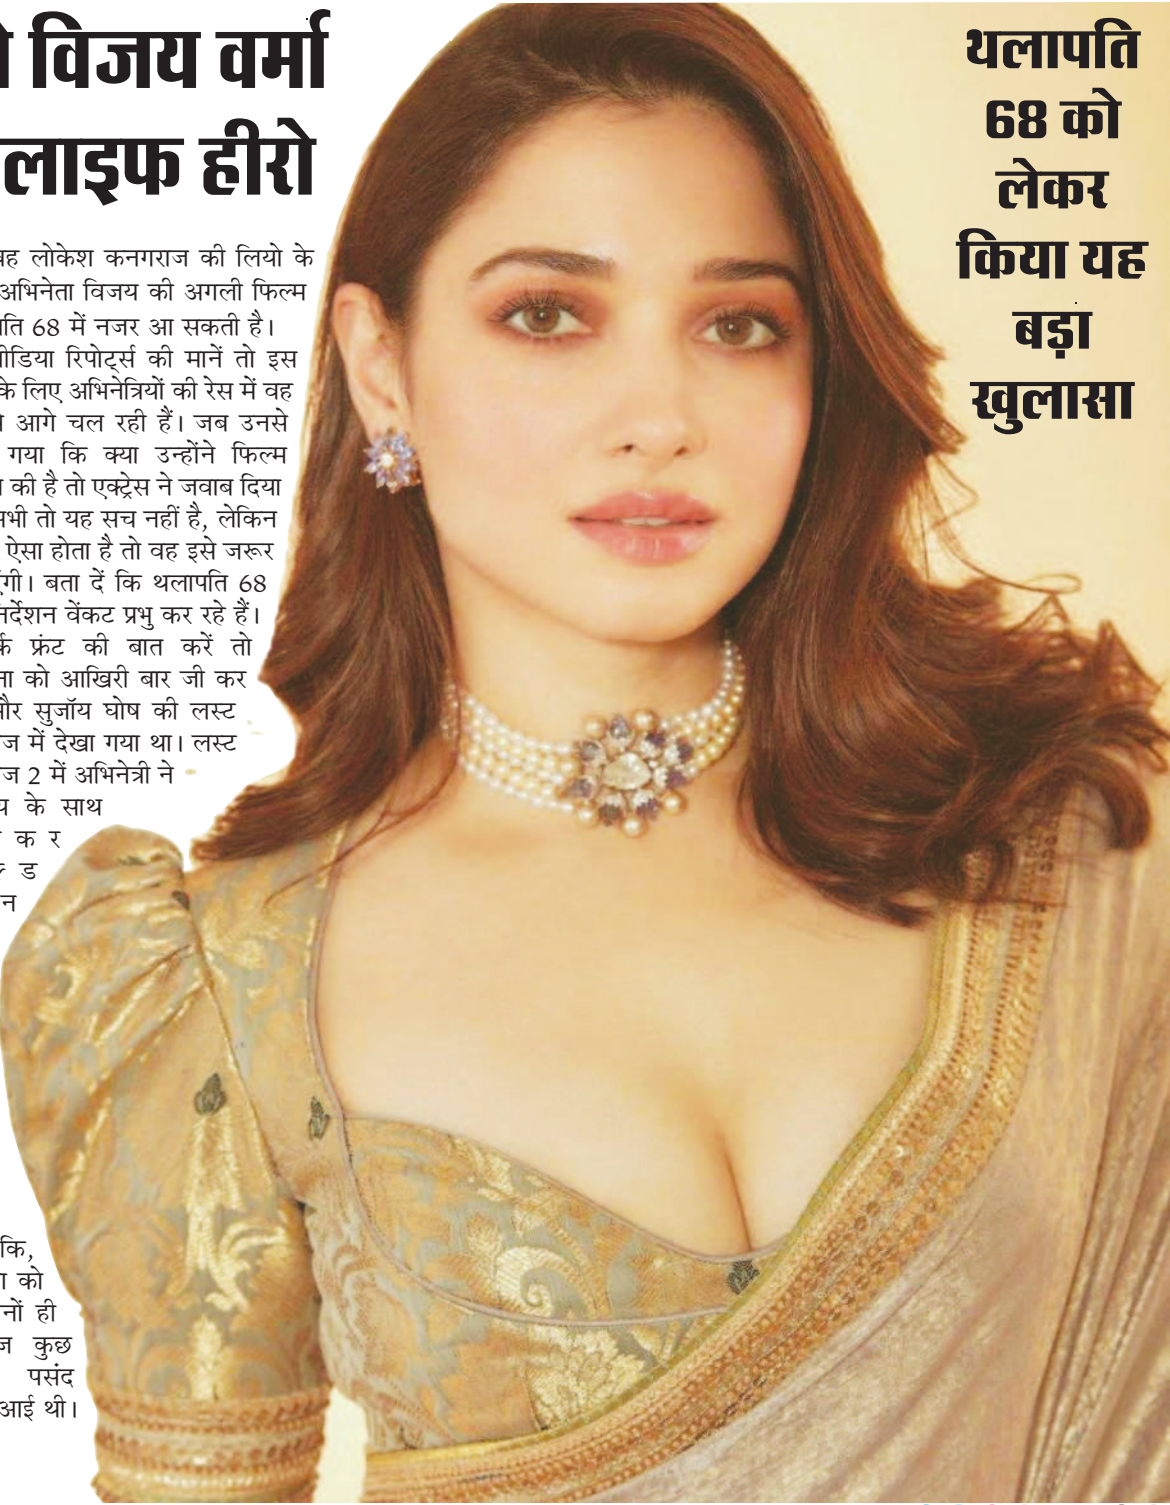 विजय वर्मा
लाइफ हीरो
लोकेश कनगराज की लियो के
अभिनेता विजय की अगली फिल्म
68 में नजर आ सकती है।
रिपोर्ट्स की मानें तो इस
के लिए अभिनेत्रियों की रेस में वह
आगे चल रही हैं। जब उनसे
गया कि क्या उन्होंने फिल्म
की है तो एक्ट्रेस ने जवाब दिया
तो यह सच नहीं है, लेकिन
ऐसा होता है तो वह इसे जरूर
बता दें कि थलापति 68
वेंकट प्रभु कर रहे हैं।
फ्रंट की बात करें तो
को आखिरी बार जी कर
सुजॉय घोष की लस्ट
में देखा गया था। लस्ट
2 में अभिनेत्री ने
के साथ
क र
ड
न
कि,
को
ही
कुछ
पसंद
आई थी।
थलापति
68 को
लेकर
किया यह
बड़ा
खुलासा